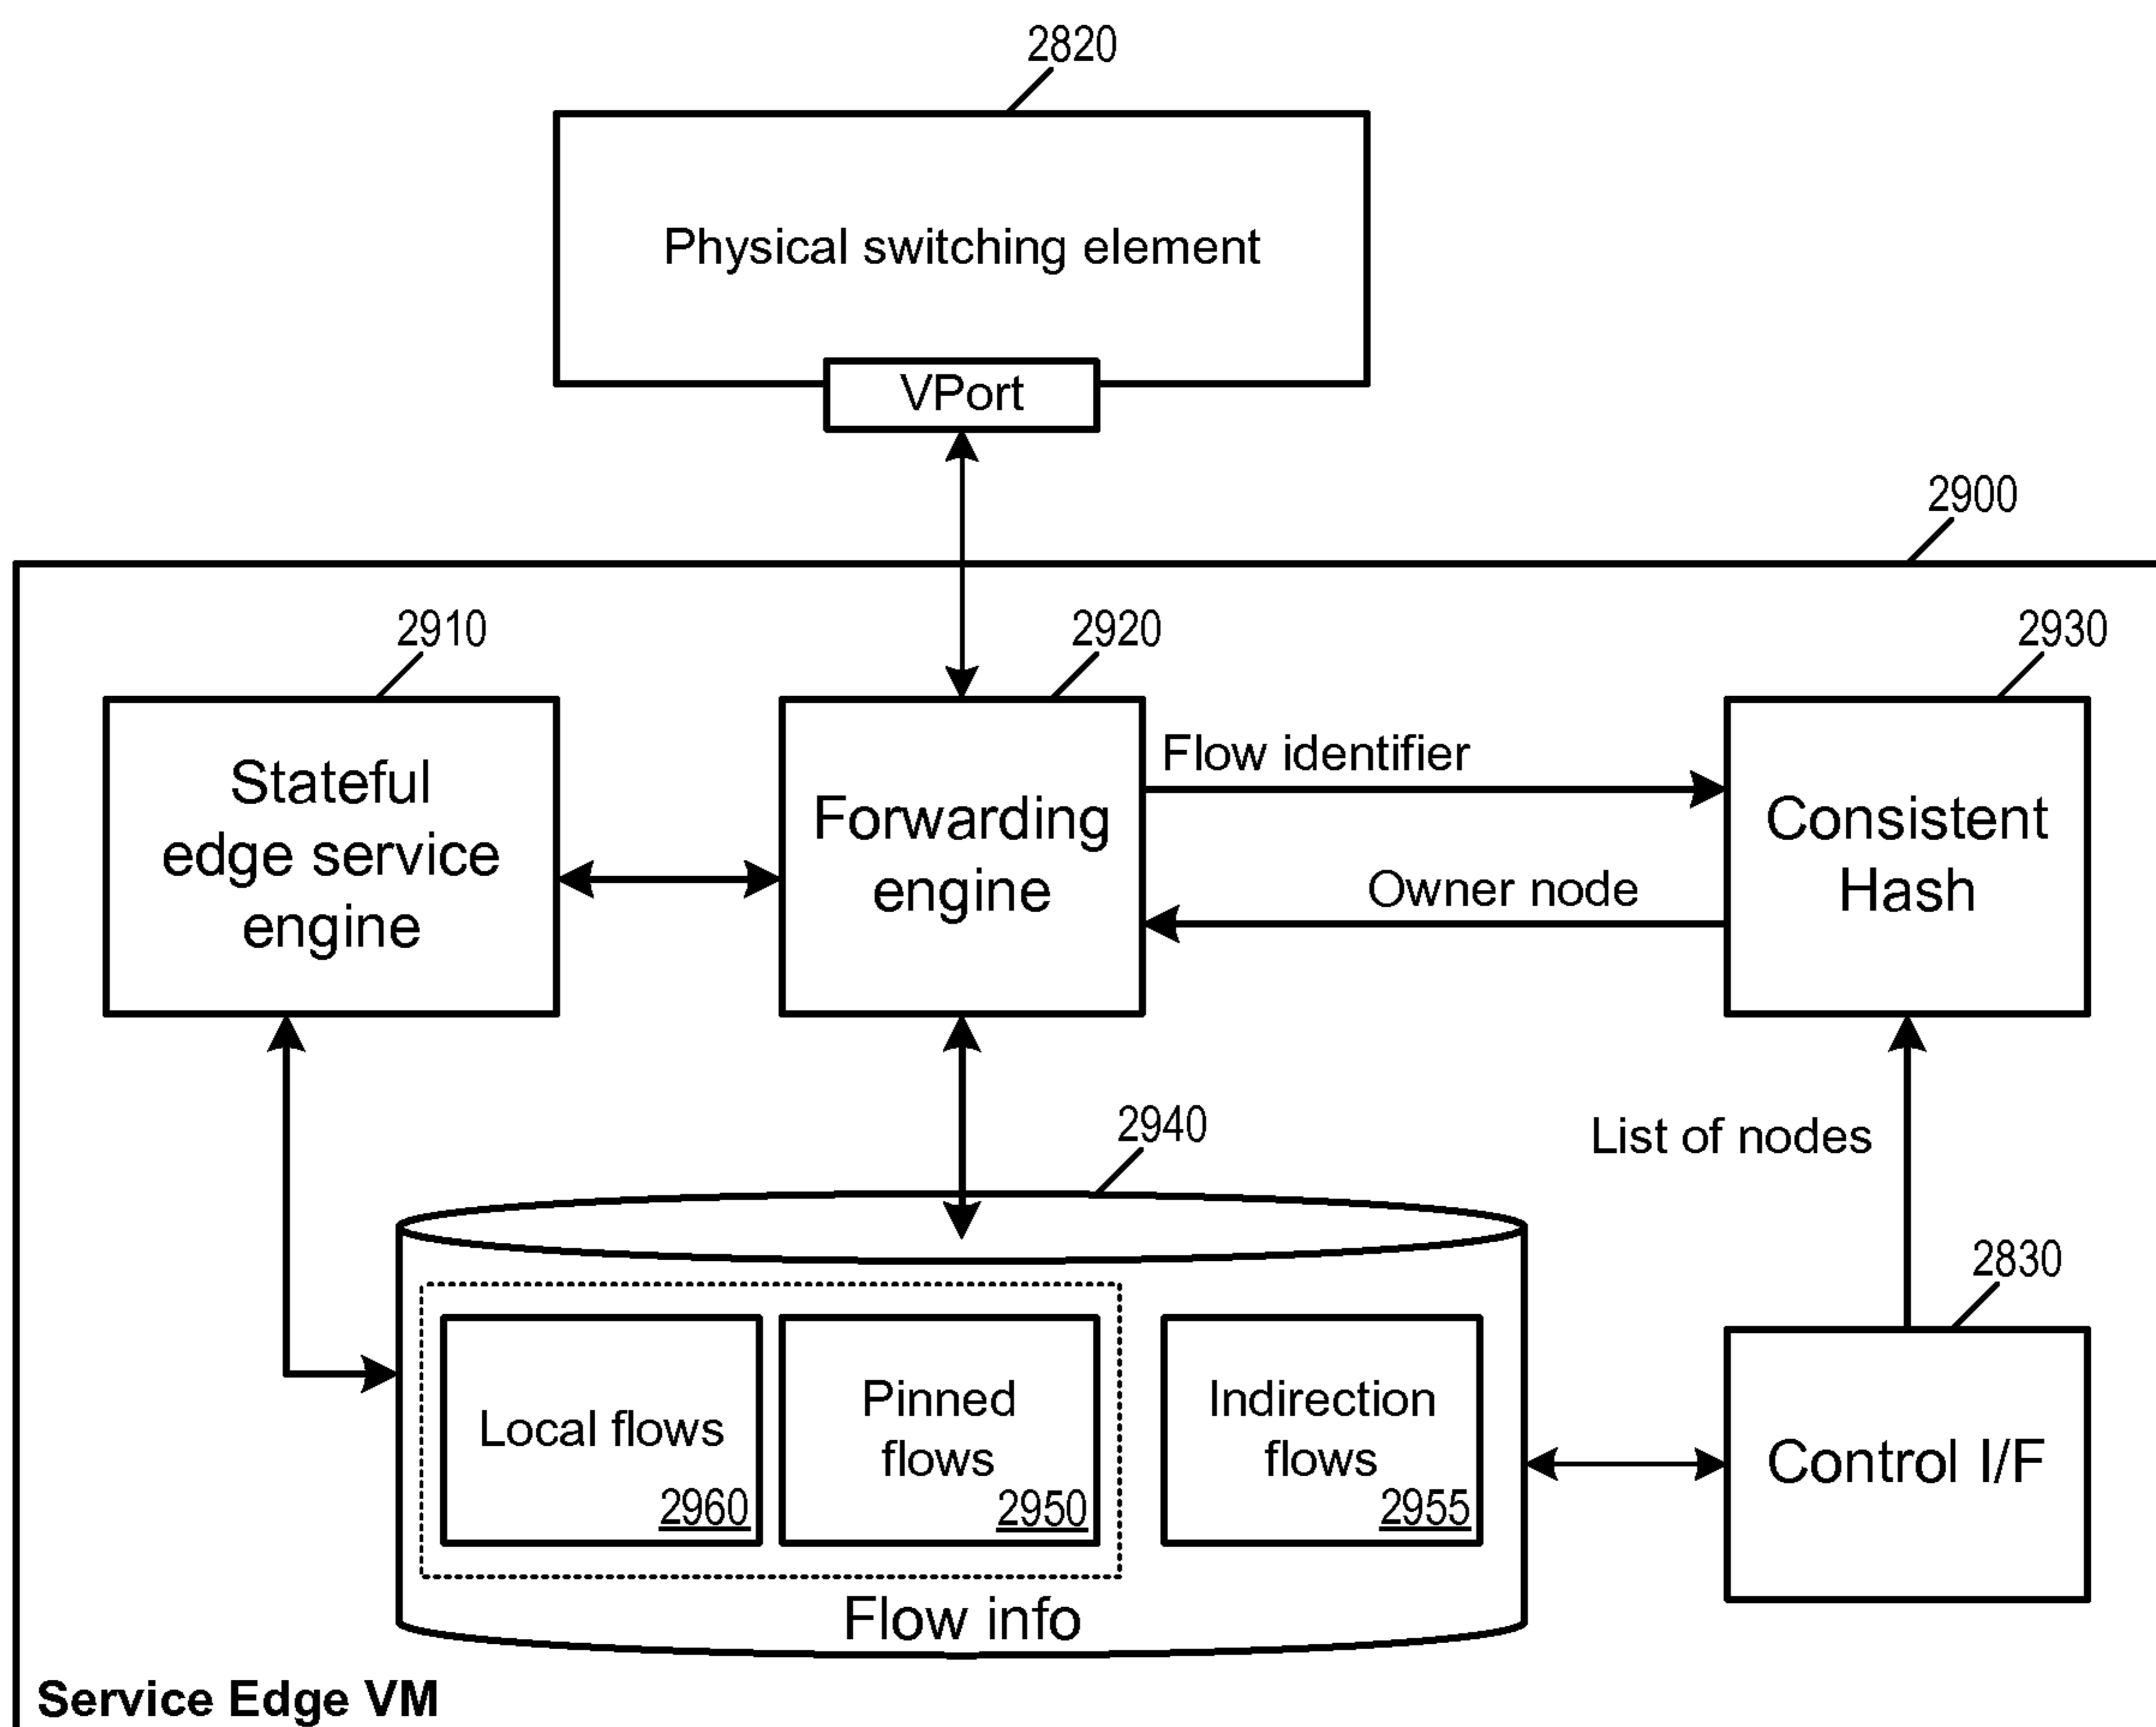 2820
Physical switching element
VPort
2900
2910
2920
2930
Stateful
edge service
engine
Forwarding
engine
Flow identifier
Owner node
Consistent
Hash
2940
List of nodes
2830
Local flows
2960
Pinned
flows
2950
Indirection
flows
2955
Control I/F
Flow info
Service Edge VM